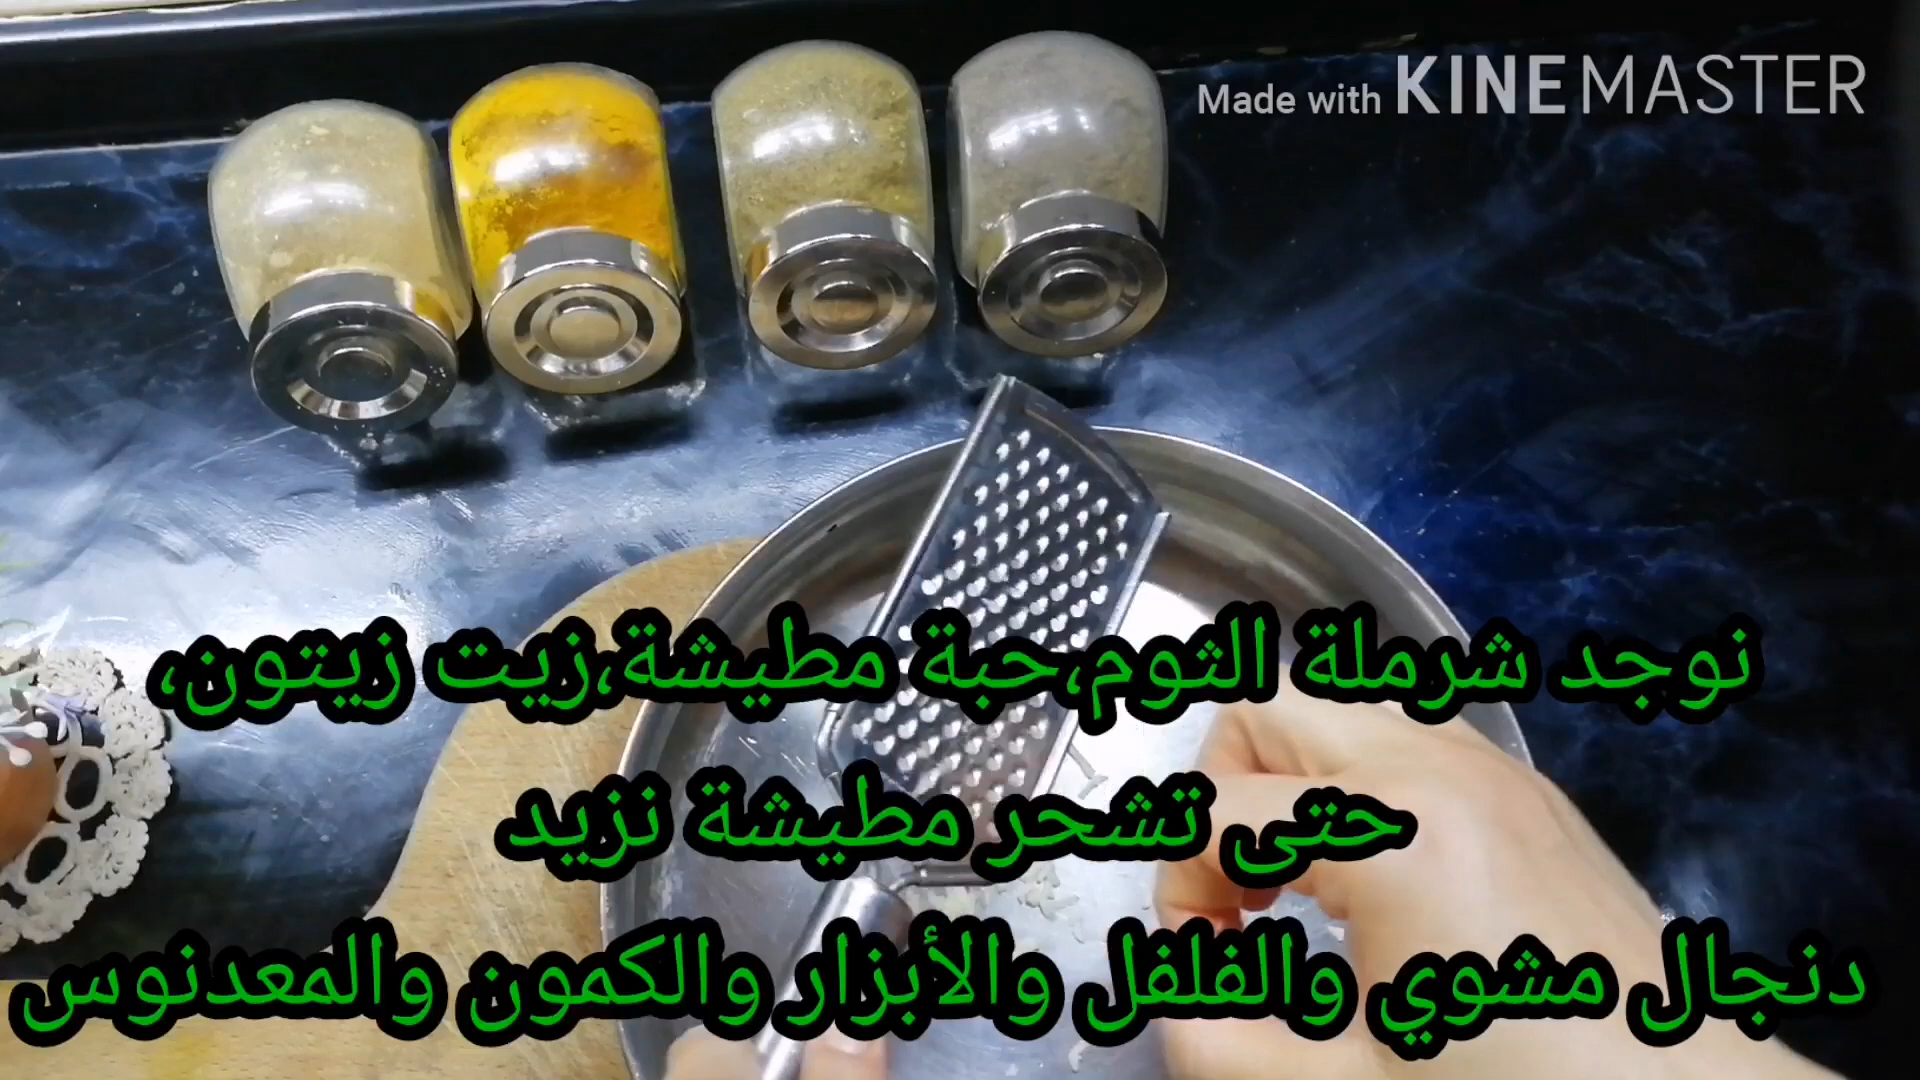 Made with KINEMASTER
نوجد شرملة الثوم،حبة مطيشة،زيت زيتون،
حتى تشحر مطيشة نزيد
دنجال مشوي والفلفل والأبزار والكمون والمعدنوس